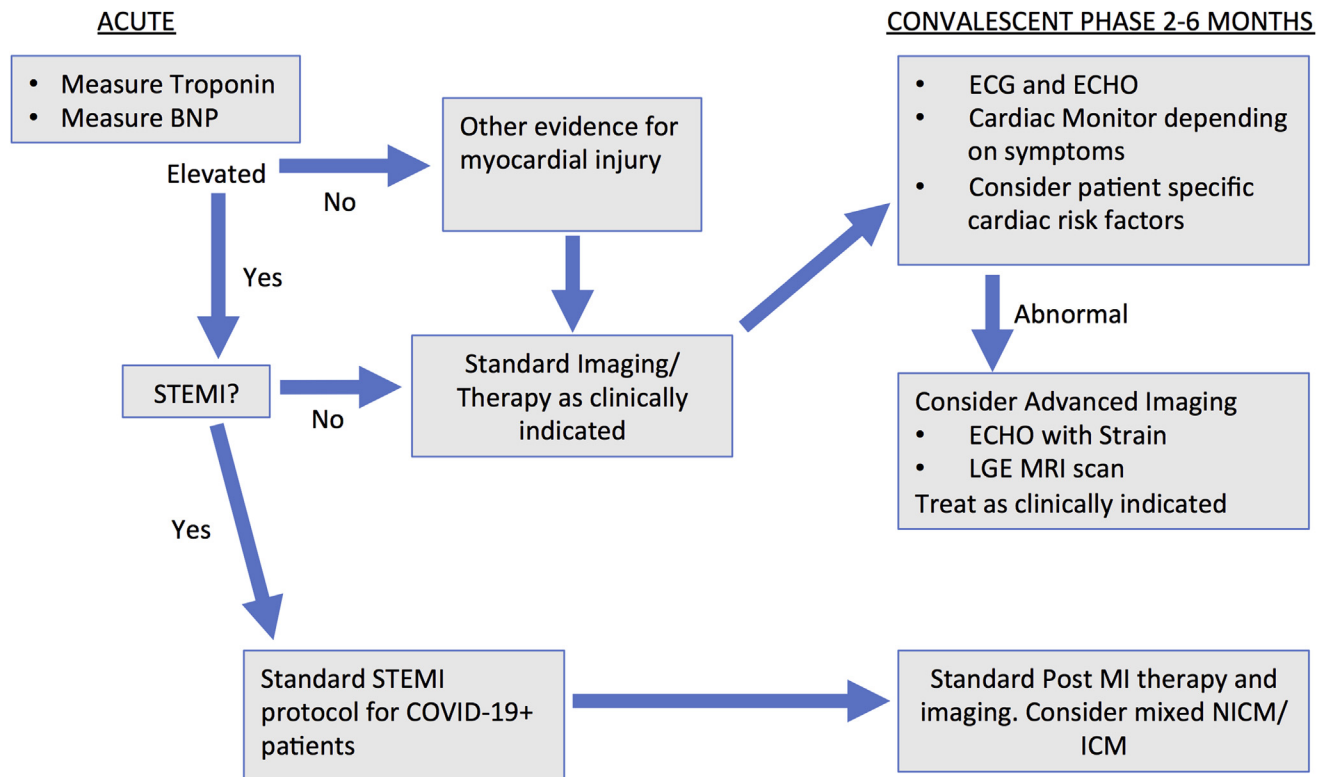 ACUTE
• Measure Troponin
• Measure BNP
Elevated
No
Yes
Other evidence for
myocardial injury
STEMI?
No
Yes
Standard Imaging/
Therapy as clinically
indicated
Standard STEMI
protocol for COVID-19+
patients
CONVALESCENT PHASE 2-6 MONTHS
• ECG and ECHO
• Cardiac Monitor depending
on symptoms
• Consider patient specific
cardiac risk factors
Abnormal
Consider Advanced Imaging
• ECHO with Strain
• LGE MRI scan
Treat as clinically indicated
Standard Post MI therapy and
imaging. Consider mixed NICM/
ICM